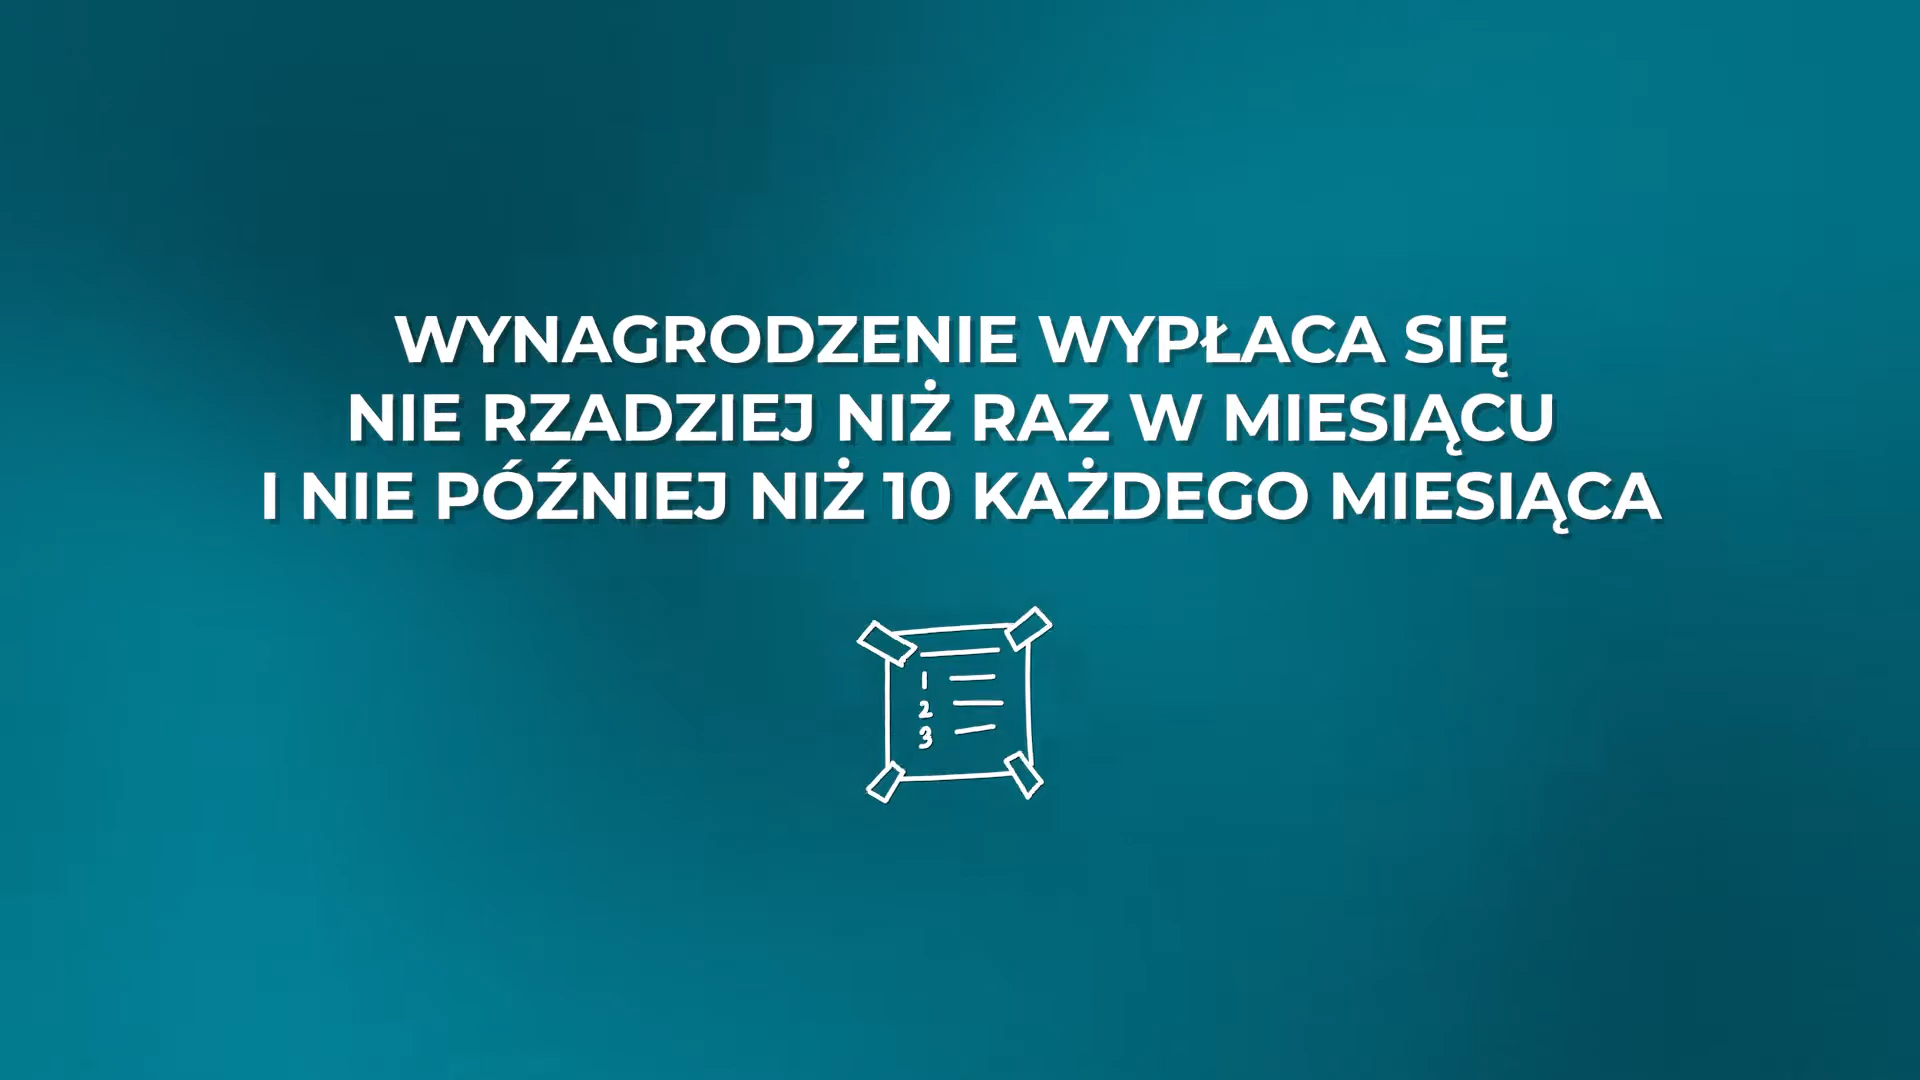 WYNAGRODZENIE WYPŁACA SIĘ
NIE RZADZIEJ NIŻ RAZ W MIESIĄCU
I NIE PÓŹNIEJ NIŻ 10 KAŻDEGO MIESIĄCA
1
2
3